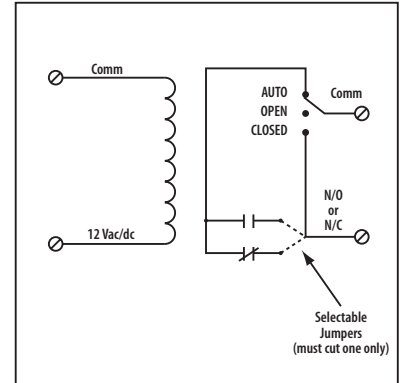 Comm
12 Vac/dc
AUTO
OPEN
CLOSED
Comm
N/O
or
N/C
Selectable
Jumpers
(must cut one only)